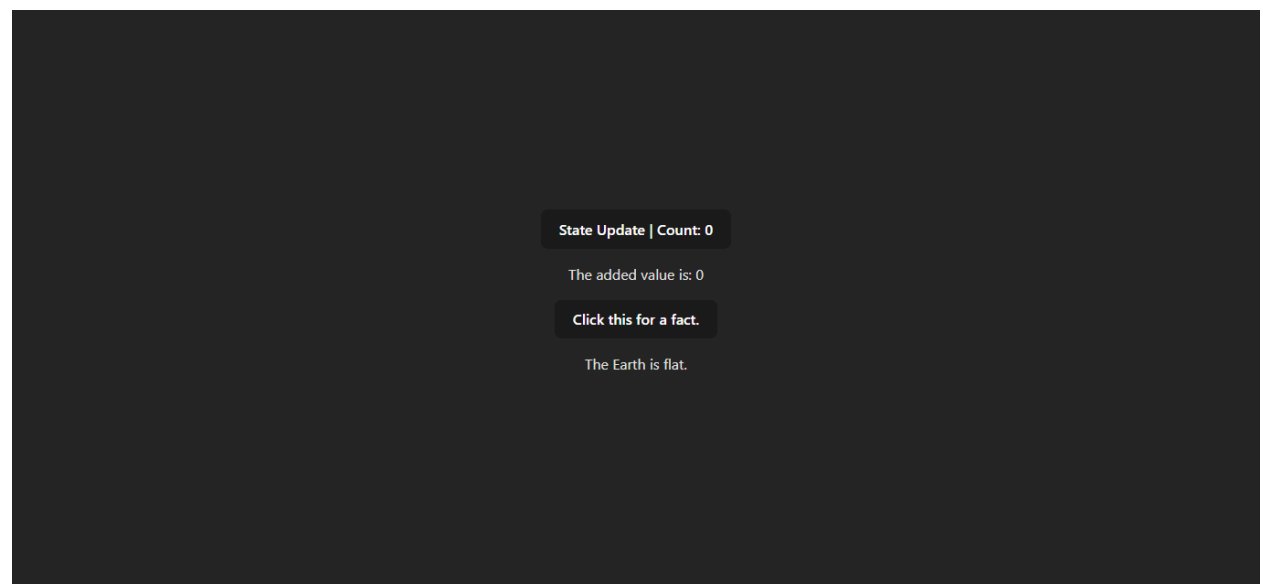 State Update | Count: 0
The added value is: 0
Click this for a fact.
The Earth is flat.